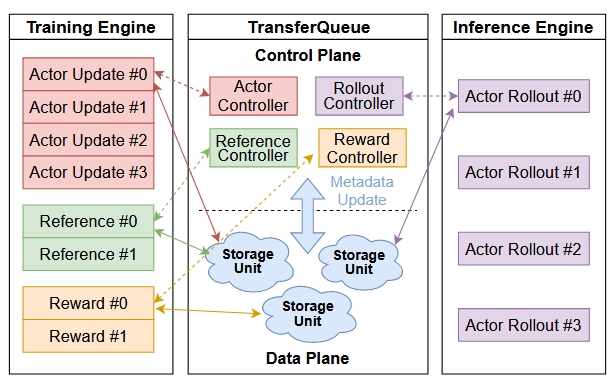 Training Engine
Actor Update #0
Actor Update #1
Actor Update #2
Actor Update #3
Reference #0
Reference #1
Reward #0
Reward #1
TransferQueue
Control Plane
Actor
Controller
Rollout
Controller
Reference
Controller
Reward
Controller
Metadata
Update
Storage
Unit
Storage
Unit
Storage
Unit
Data Plane
Inference Engine
Actor Rollout #0
Actor Rollout #1
Actor Rollout #2
Actor Rollout #3